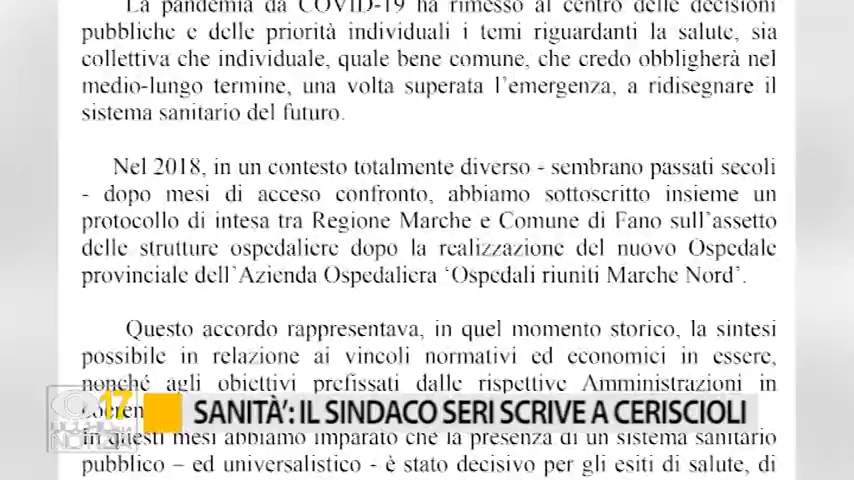 La pandemia da COVID-19 ha rimesso al centro delle decisioni
pubbliche e delle priorità individuali i temi riguardanti la salute, sia
collettiva che individuale, quale bene comune, che credo obbligherà nel
medio-lungo termine, una volta superata l'emergenza, a ridisegnare il
sistema sanitario del futuro.
Nel 2018, in un contesto totalmente diverso - sembrano passati secoli
- dopo mesi di acceso confronto, abbiamo sottoscritto insieme un
protocollo di intesa tra Regione Marche e Comune di Fano sull'assetto
delle strutture ospedaliere dopo la realizzazione del nuovo Ospedale
provinciale dell'Azienda Ospedaliera 'Ospedali riuniti Marche Nord'.
Questo accordo rappresentava, in quel momento storico, la sintesi
possibile in relazione ai vincoli normativi ed economici in essere,
nonché agli obiettivi prefissati dalle rispettive Amministrazioni in
17
SANITÀ': IL SINDACO SERI SCRIVE A CERISCIOLI
OCCHIO ALLA
NOTIZIA
In questi mesi abbiamo imparato che la presenza di un sistema sanitario
pubblico – ed universalistico - è stato decisivo per gli esiti di salute, di